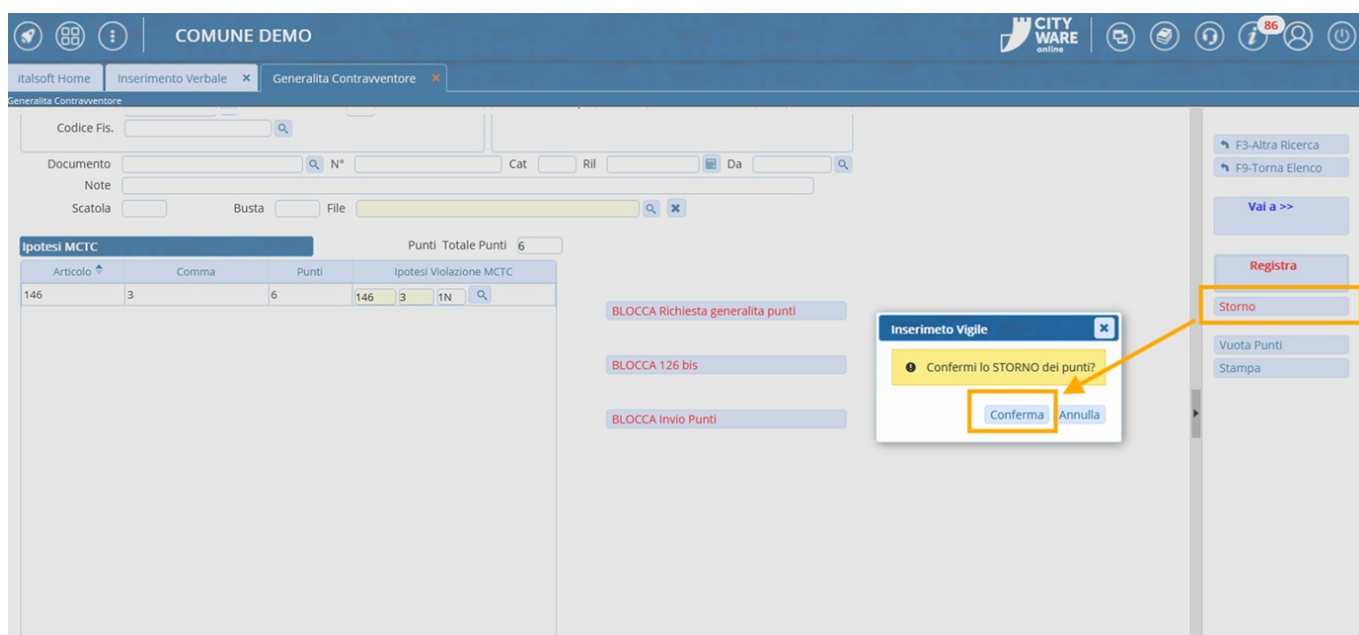 COMUNE DEMO
CITY
WARE
online
86
italsoft Home
Inserimento Verbale ×
Generalita Contravventore ×
Generalita Contravventore
Codice Fis.
Documento N° Cat Ril Da
Note
Scatola Busta File
Ipotesi MCTC
Punti Totale Punti 6
Articolo Comma Punti Ipotesi Violazione MCTC
146 3 6 146 3 1N
BLOCCA Richiesta generalita punti
BLOCCA 126 bis
BLOCCA Invio Punti
Inserimeto Vigile ×
Confermi lo STORNO dei punti?
Conferma Annulla
F3-Altra Ricerca
F9-Torna Elenco
Vai a >>
Registra
Storno
Vuota Punti
Stampa